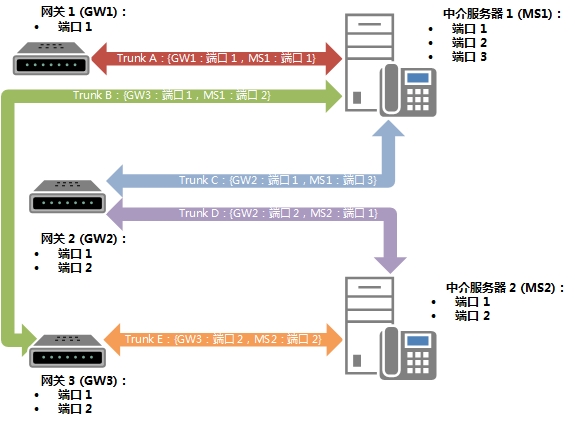 网关 1 (GW1)：
• 端口 1
中介服务器 1 (MS1)：
• 端口 1
• 端口 2
• 端口 3
Trunk A：{GW1：端口 1，MS1：端口 1}
Trunk B：{GW3：端口 1，MS1：端口 2}
Trunk C：{GW2：端口 1，MS1：端口 3}
Trunk D：{GW2：端口 2，MS2：端口 1}
网关 2 (GW2)：
• 端口 1
• 端口 2
中介服务器 2 (MS2)：
• 端口 1
• 端口 2
Trunk E：{GW3：端口 2，MS2：端口 2}
网关 3 (GW3)：
• 端口 1
• 端口 2